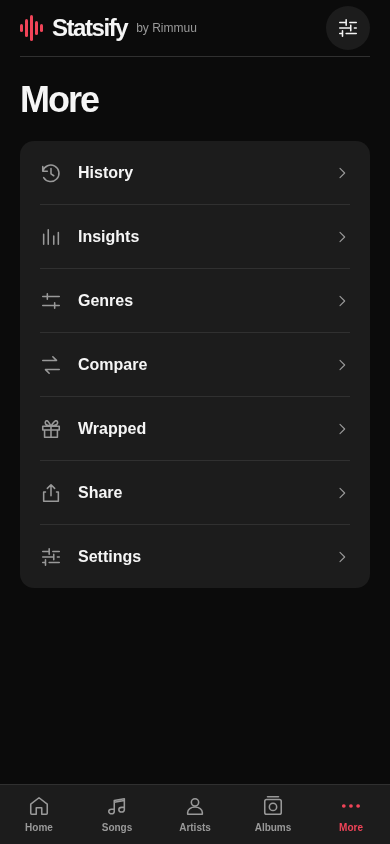 Statsify by Rimmuu
More
History
Insights
Genres
Compare
Wrapped
Share
Settings
Home Songs Artists Albums More